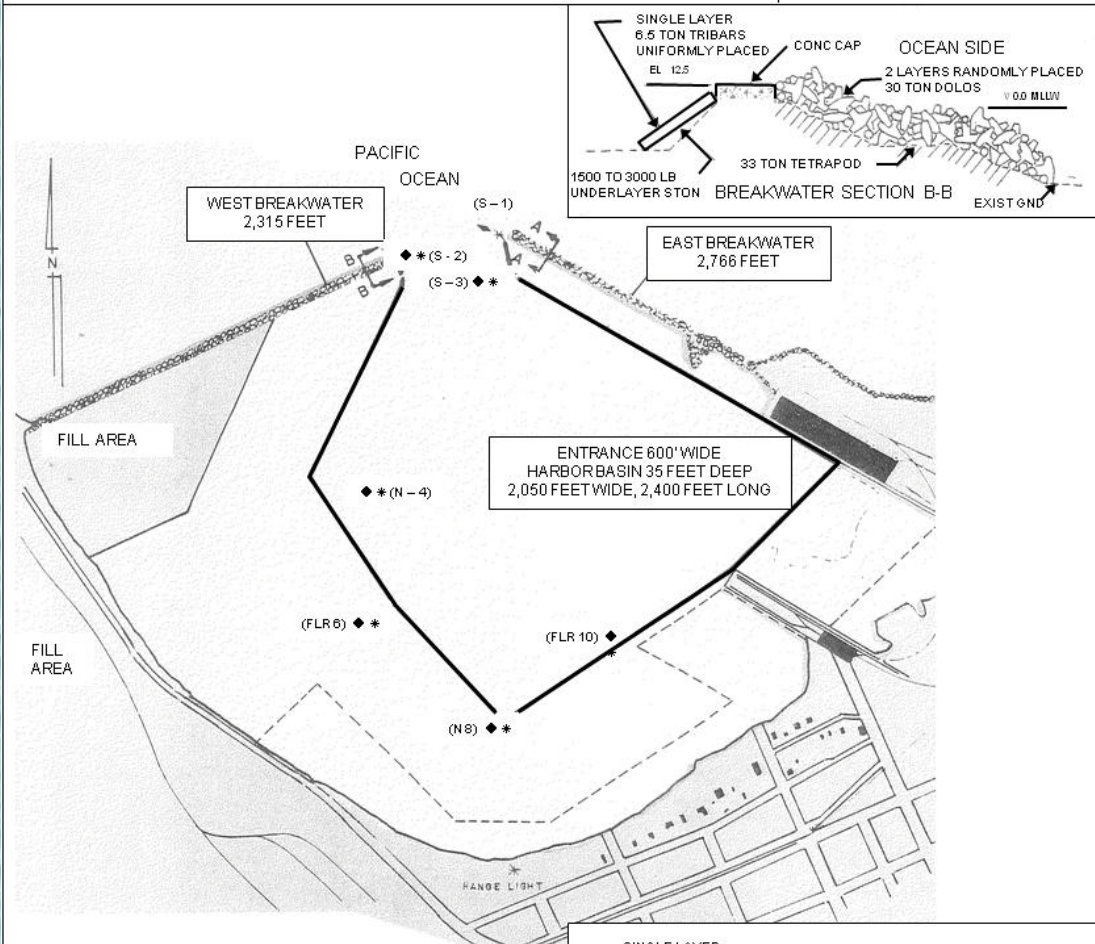 SINGLE LAYER
6.5 TON TRIBARS
UNIFORMLY PLACED
CONC CAP
OCEAN SIDE
EL 12.5
2 LAYERS RANDOMLY PLACED
30 TON DOLOS
0.0 MLLW
33 TON TETRAPOD
1500 TO 3000 LB
UNDERLAYER STON
BREAKWATER SECTION B-B
EXIST GND
PACIFIC
OCEAN
WEST BREAKWATER
2,315 FEET
(S – 1)
A
A
EAST BREAKWATER
2,766 FEET
N
B
B
(S - 2)
(S – 3)
FILL AREA
ENTRANCE 600' WIDE
HARBOR BASIN 35 FEET DEEP
2,050 FEET WIDE, 2,400 FEET LONG
(N – 4)
(FLR 6)
(FLR 10)
FILL
AREA
(N 8)
RANGE LIGHT
SINGLE LAYER